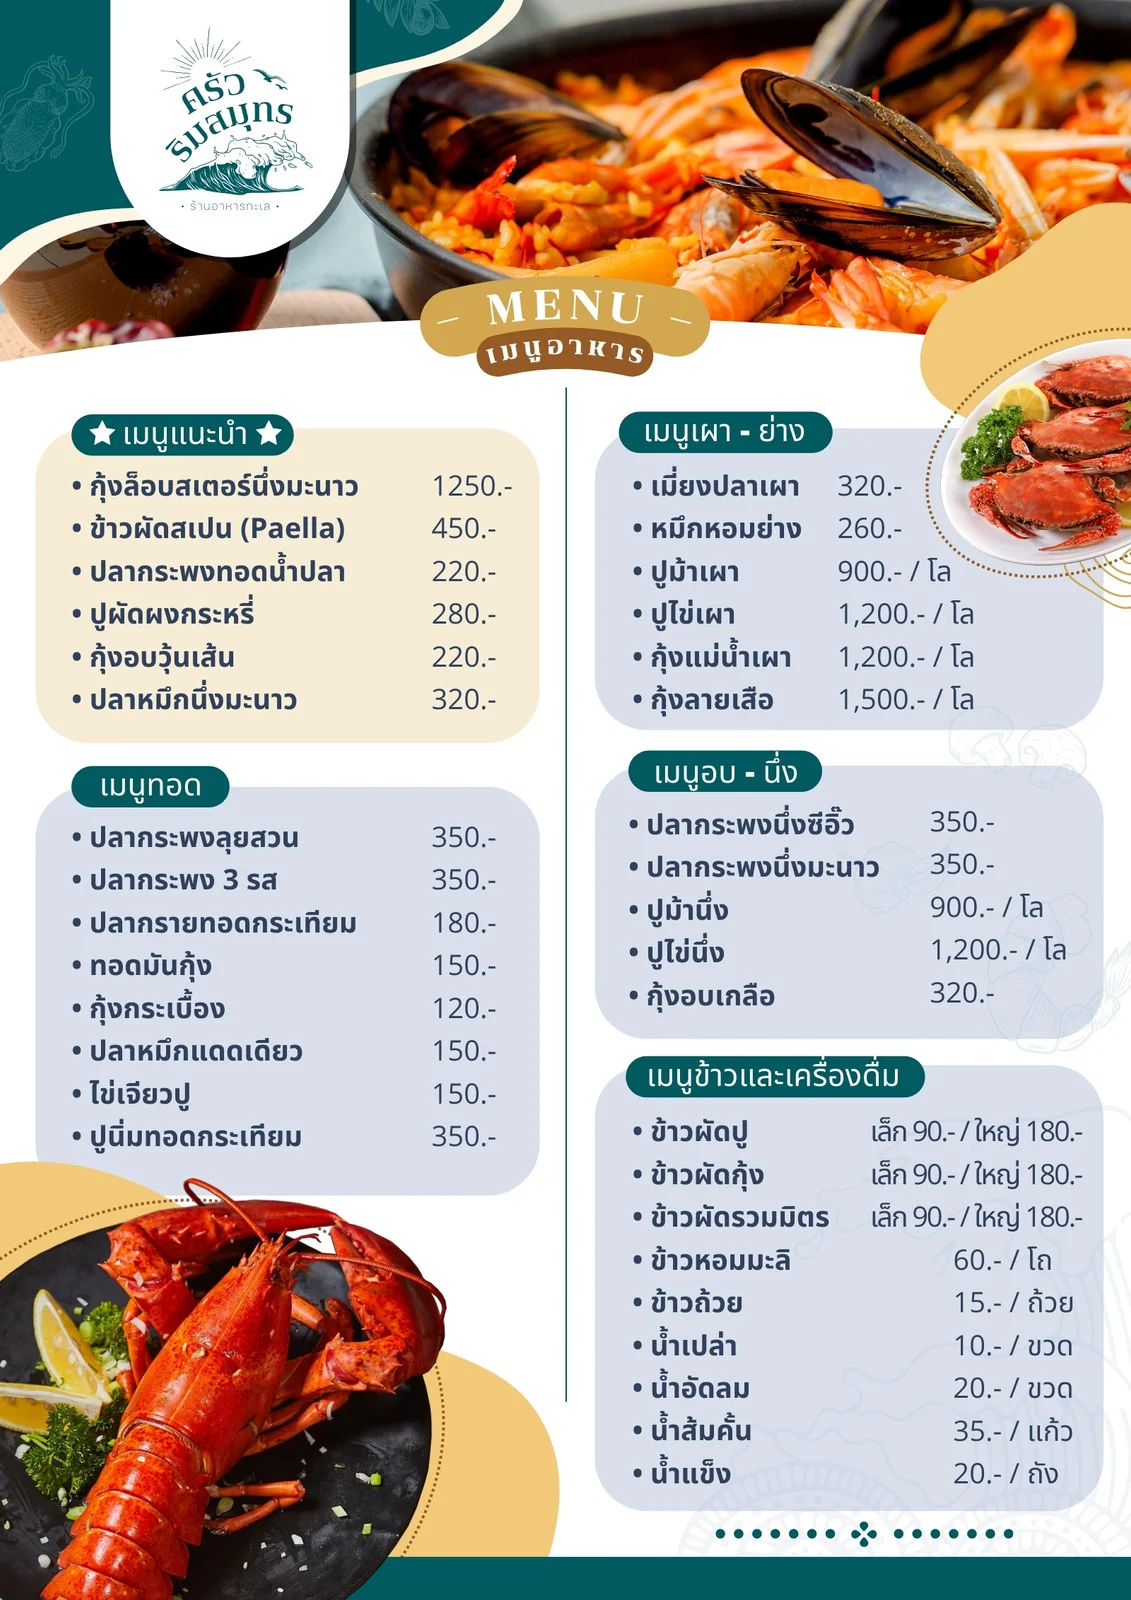 ครัว
ริมสมุทร
• ร้านอาหารทะเล •
MENU
เมนูอาหาร
เมนูแนะนำ
• กุ้งล็อบสเตอร์นึ่งมะนาว 1250.-
• ข้าวผัดสเปน (Paella) 450.-
• ปลากระพงทอดน้ำปลา 220.-
• ปูผัดผงกระหรี่ 280.-
• กุ้งอบวุ้นเส้น 220.-
• ปลาหมึกนึ่งมะนาว 320.-
เมนูทอด
• ปลากระพงลุยสวน 350.-
• ปลากระพง 3 รส 350.-
• ปลากรายทอดกระเทียม 180.-
• ทอดมันกุ้ง 150.-
• กุ้งกระเบื้อง 120.-
• ปลาหมึกแดดเดียว 150.-
• ไข่เจียวปู 150.-
• ปูนิ่มทอดกระเทียม 350.-
เมนูเผา - ย่าง
• เมี่ยงปลาเผา 320.-
• หมึกหอมย่าง 260.-
• ปูม้าเผา 900.- / โล
• ปูไข่เผา 1,200.- / โล
• กุ้งแม่น้ำเผา 1,200.- / โล
• กุ้งลายเสือ 1,500.- / โล
เมนูอบ - นึ่ง
• ปลากระพงนึ่งซีอิ๊ว 350.-
• ปลากระพงนึ่งมะนาว 350.-
• ปูม้านึ่ง 900.- / โล
• ปูไข่นึ่ง 1,200.- / โล
• กุ้งอบเกลือ 320.-
เมนูข้าวและเครื่องดื่ม
• ข้าวผัดปู เล็ก 90.- / ใหญ่ 180.-
• ข้าวผัดกุ้ง เล็ก 90.- / ใหญ่ 180.-
• ข้าวผัดรวมมิตร เล็ก 90.- / ใหญ่ 180.-
• ข้าวหอมมะลิ 60.- / โถ
• ข้าวถ้วย 15.- / ถ้วย
• น้ำเปล่า 10.- / ขวด
• น้ำอัดลม 20.- / ขวด
• น้ำส้มคั้น 35.- / แก้ว
• น้ำแข็ง 20.- / ถัง